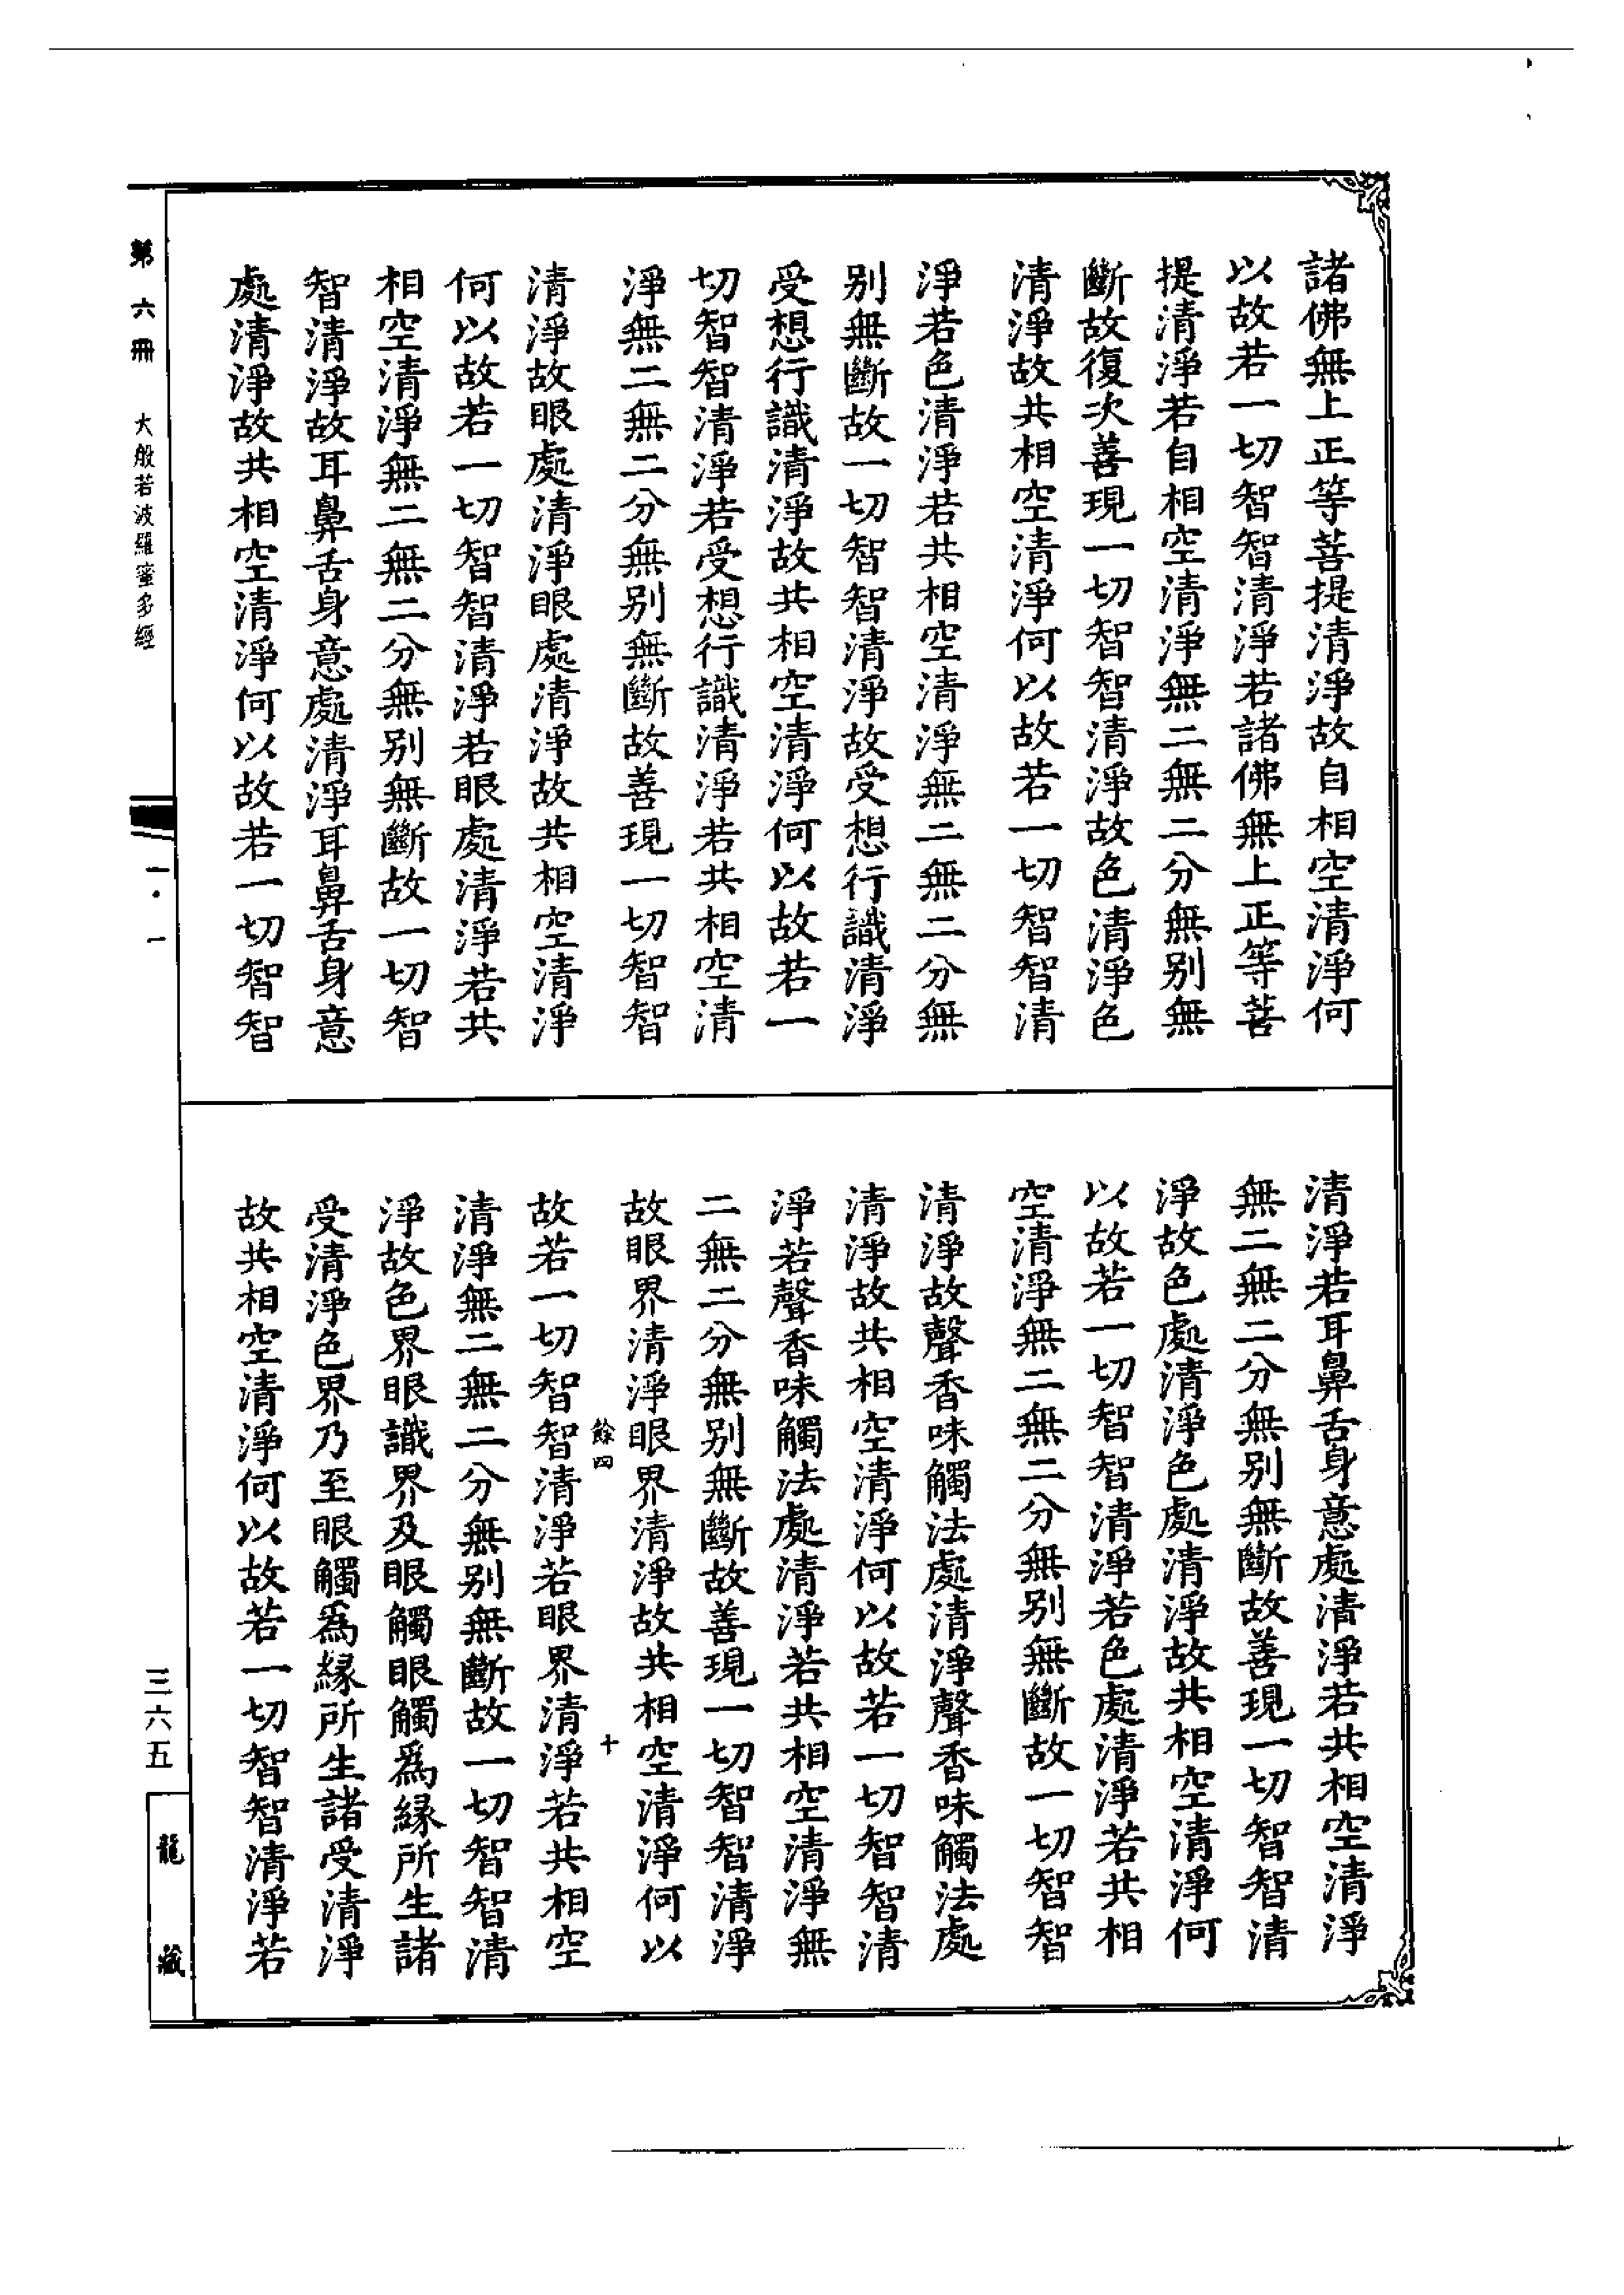 諸佛無上正等菩提清淨故自相空清淨何
以故若一切智智清淨若諸佛無上正等菩
提清淨若自相空清淨無二無二分無別無
斷故復次善現一切智智清淨故色清淨色
清淨故共相空清淨何以故若一切智智清
淨若色清淨若共相空清淨無二無二分無
別無斷故一切智智清淨故受想行識清淨
受想行識清淨故共相空清淨何以故若一
切智智清淨若受想行識清淨若共相空清
淨無二無二分無別無斷故善現一切智智
清淨故眼處清淨眼處清淨故共相空清淨
何以故若一切智智清淨若眼處清淨若共
相空清淨無二無二分無別無斷故一切智
智清淨故耳鼻舌身意處清淨耳鼻舌身意
處清淨故共相空清淨何以故若一切智智
清淨若耳鼻舌身意處清淨若共相空清淨
無二無二分無別無斷故善現一切智智清
淨故色處清淨色處清淨故共相空清淨何
以故若一切智智清淨若色處清淨若共相
空清淨無二無二分無別無斷故一切智智
清淨故聲香味觸法處清淨聲香味觸法處
清淨故共相空清淨何以故若一切智智清
淨若聲香味觸法處清淨若共相空清淨無
二無二分無別無斷故善現一切智智清淨
故眼界清淨眼界清淨故共相空清淨何以
餘四 十
故若一切智智清淨若眼界清淨若共相空
清淨無二無二分無別無斷故一切智智清
淨故色界眼識界及眼觸眼觸為緣所生諸
受清淨色界乃至眼觸為緣所生諸受清淨
故共相空清淨何以故若一切智智清淨若
第六冊 大般若波羅蜜多經
一·一
三六五
龍藏